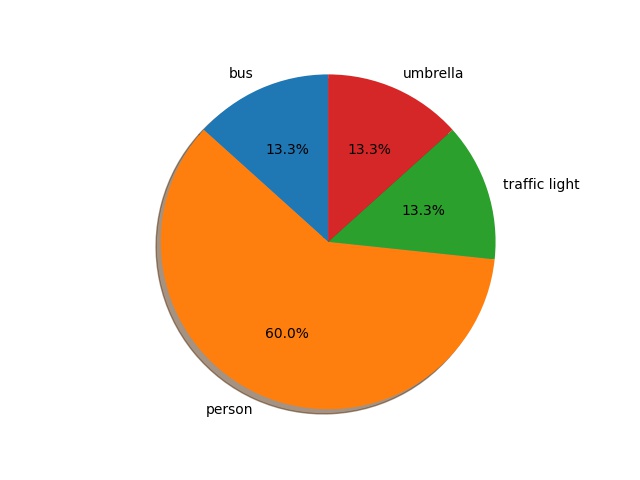 bus
umbrella
13.3%
13.3%
traffic light
13.3%
60.0%
person